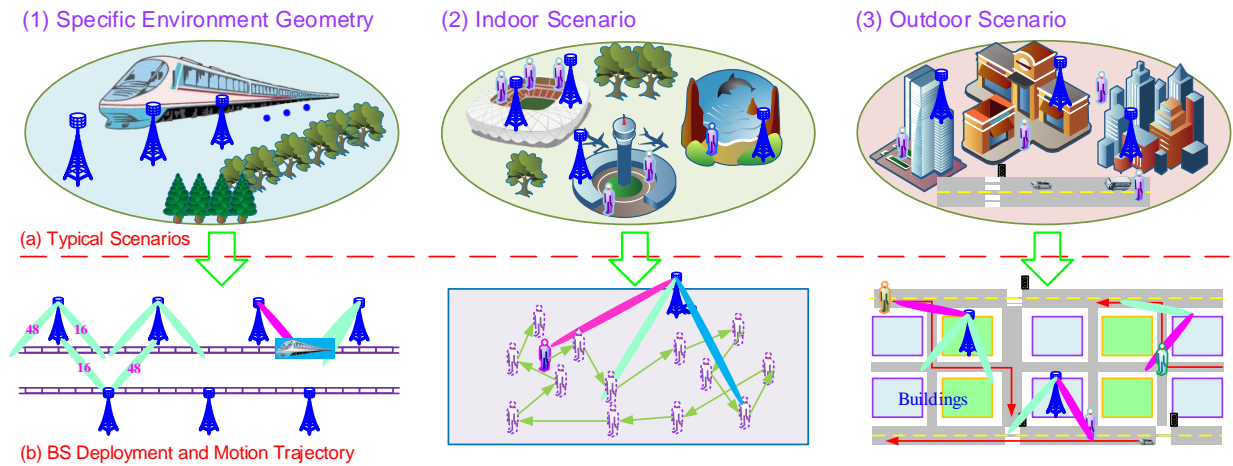 (1) Specific Environment Geometry
(2) Indoor Scenario
(3) Outdoor Scenario
(a) Typical Scenarios
48
16
16
48
Buildings
(b) BS Deployment and Motion Trajectory